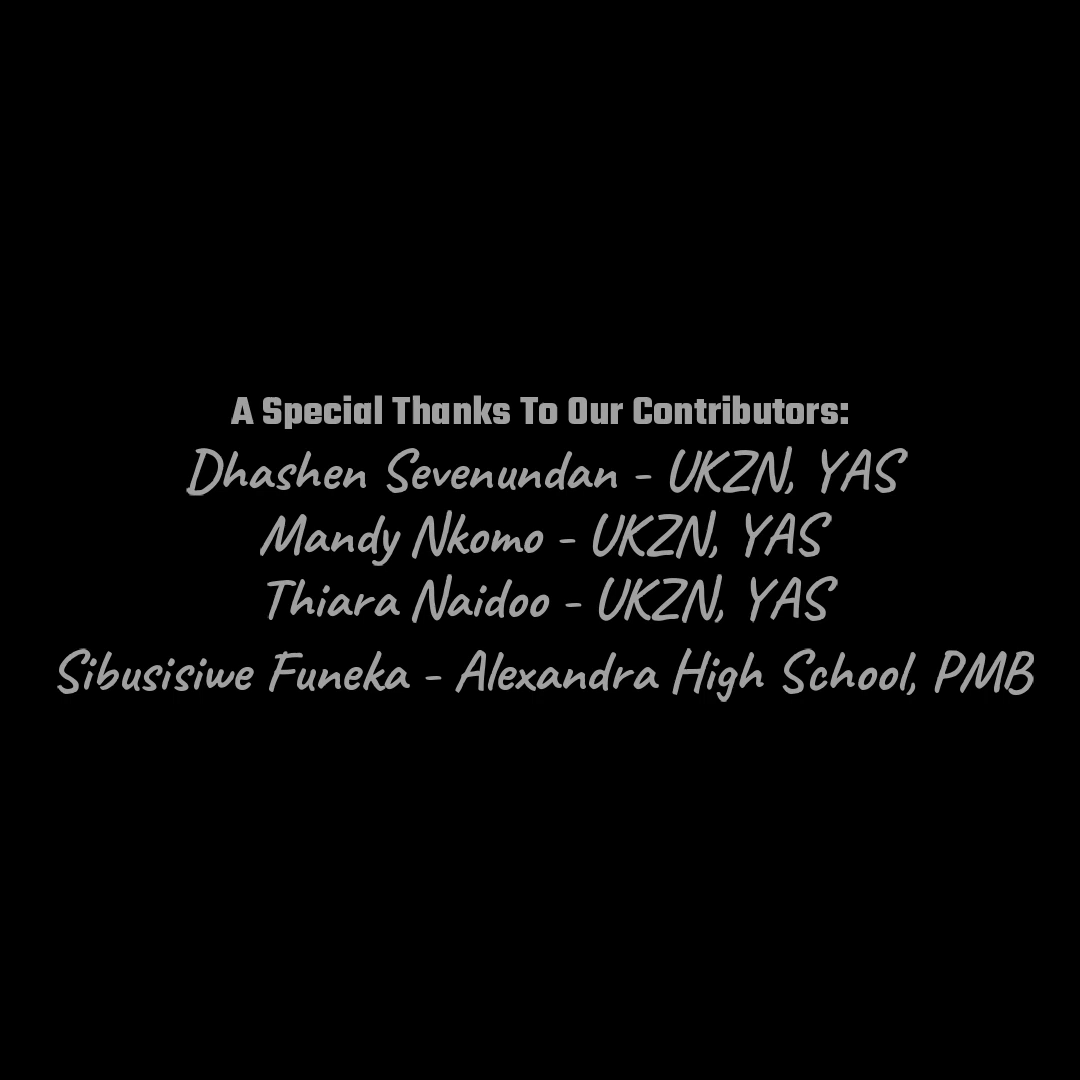 A Special Thanks To Our Contributors:
Dhashen Sevenundan - UKZN, YAS
Mandy Nkomo - UKZN, YAS
Thiara Naidoo - UKZN, YAS
Sibusisiwe Funeka - Alexandra High School, PMB